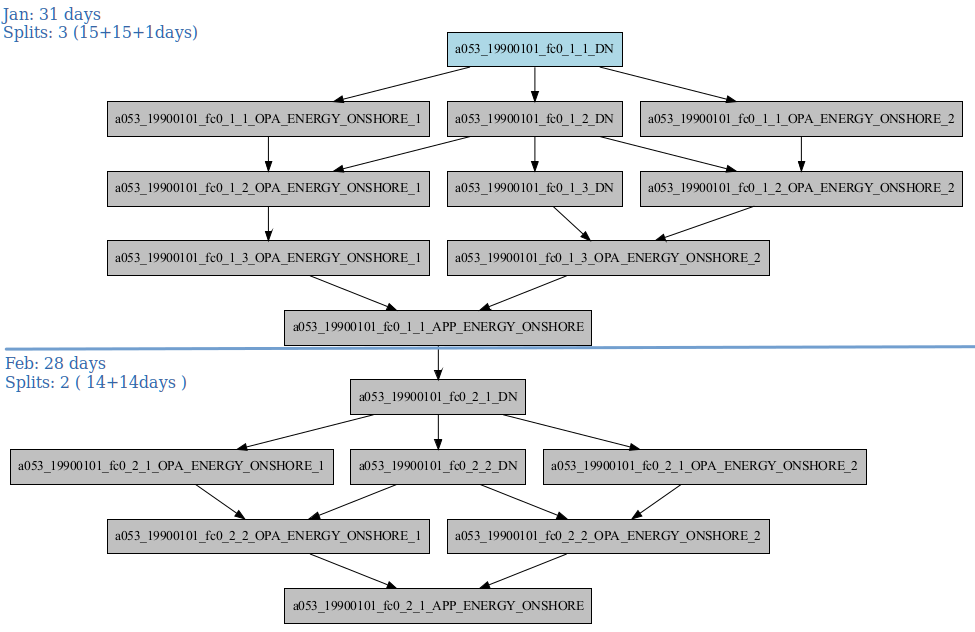 Jan: 31 days
Splits: 3 (15+15+1days)
a053_19900101_fc0_1_1_DN
a053_19900101_fc0_1_1_OPA_ENERGY_ONSHORE_1
a053_19900101_fc0_1_2_DN
a053_19900101_fc0_1_1_OPA_ENERGY_ONSHORE_2
a053_19900101_fc0_1_2_OPA_ENERGY_ONSHORE_1
a053_19900101_fc0_1_3_DN
a053_19900101_fc0_1_2_OPA_ENERGY_ONSHORE_2
a053_19900101_fc0_1_3_OPA_ENERGY_ONSHORE_1
a053_19900101_fc0_1_3_OPA_ENERGY_ONSHORE_2
a053_19900101_fc0_1_1_APP_ENERGY_ONSHORE
Feb: 28 days
Splits: 2 ( 14+14days )
a053_19900101_fc0_2_1_DN
a053_19900101_fc0_2_1_OPA_ENERGY_ONSHORE_1
a053_19900101_fc0_2_2_DN
a053_19900101_fc0_2_1_OPA_ENERGY_ONSHORE_2
a053_19900101_fc0_2_2_OPA_ENERGY_ONSHORE_1
a053_19900101_fc0_2_2_OPA_ENERGY_ONSHORE_2
a053_19900101_fc0_2_1_APP_ENERGY_ONSHORE